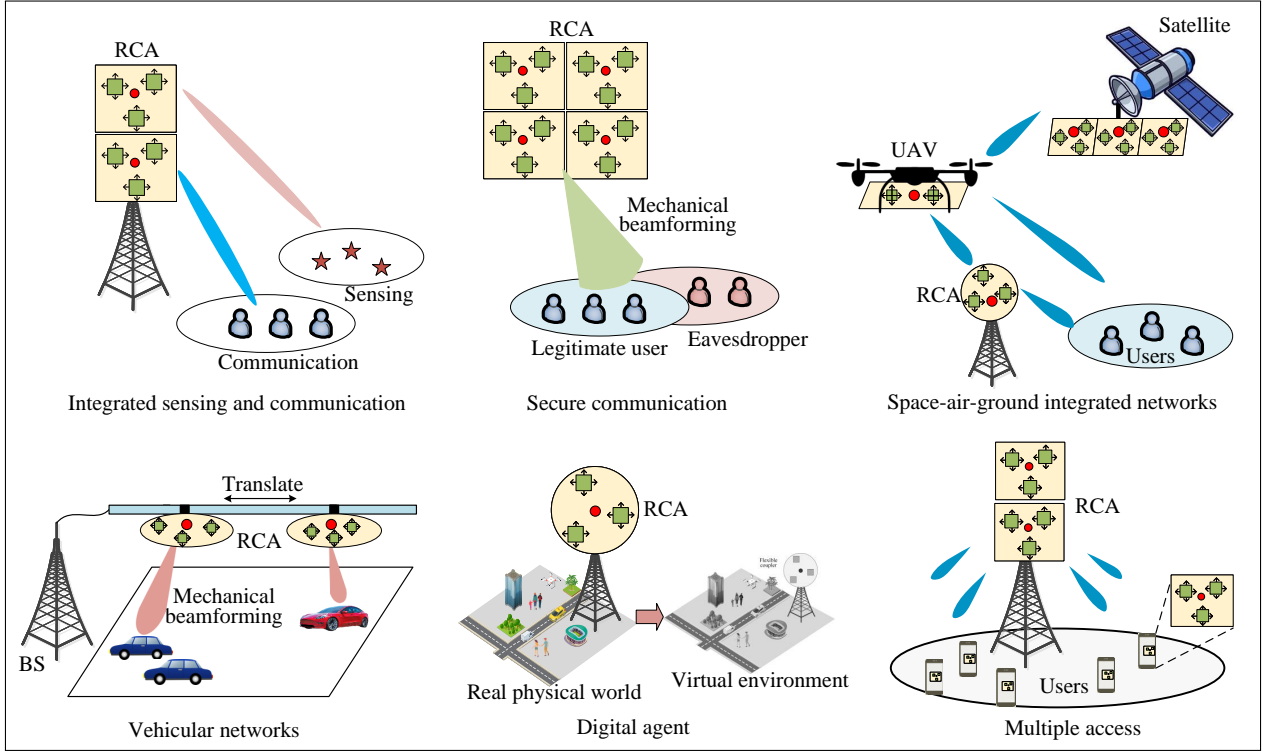 RCA
Sensing
Communication
Integrated sensing and communication
RCA
Mechanical
beamforming
Legitimate user
Eavesdropper
Secure communication
Satellite
UAV
RCA
Users
Space-air-ground integrated networks
Translate
RCA
Mechanical
beamforming
BS
Vehicular networks
RCA
Flexible
coupler
Real physical world
Virtual environment
Digital agent
RCA
Users
Multiple access